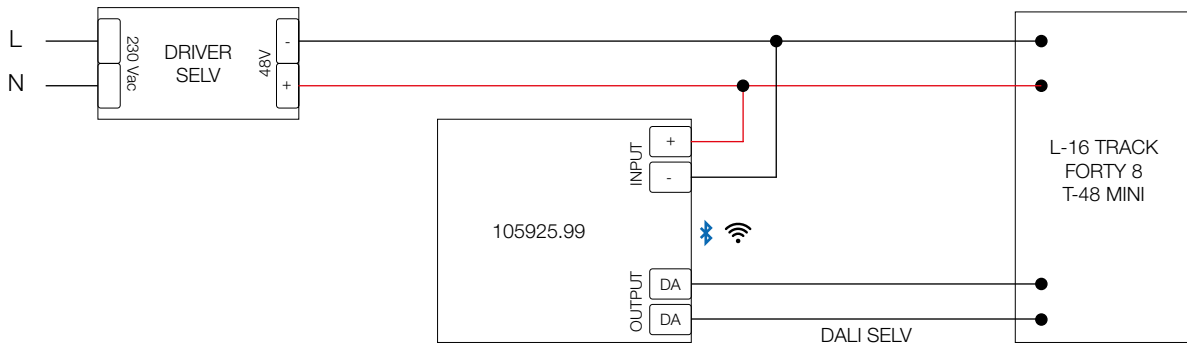 L
N
230 Vac
DRIVER
SELV
48V
-
+
INPUT
+
-
105925.99
OUTPUT
DA
DA
DALI SELV
L-16 TRACK
FORTY 8
T-48 MINI